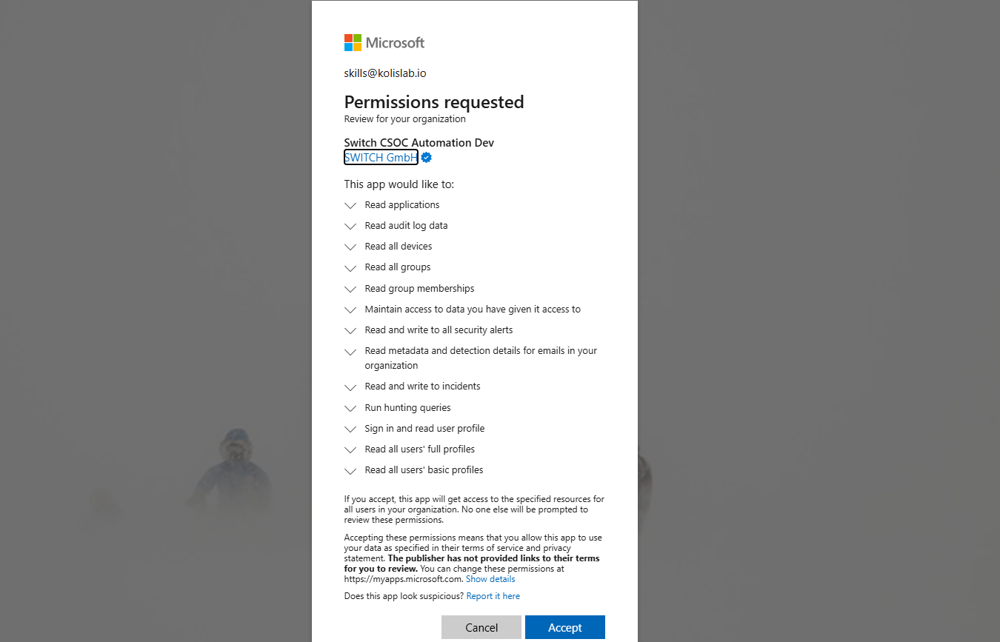 Microsoft
skills@kolislab.io
Permissions requested
Review for your organization
Switch CSOC Automation Dev
SWITCH GmbH
This app would like to:
Read applications
Read audit log data
Read all devices
Read all groups
Read group memberships
Maintain access to data you have given it access to
Read and write to all security alerts
Read metadata and detection details for emails in your
organization
Read and write to incidents
Run hunting queries
Sign in and read user profile
Read all users' full profiles
Read all users' basic profiles
If you accept, this app will get access to the specified resources for
all users in your organization. No one else will be prompted to
review these permissions.
Accepting these permissions means that you allow this app to use
your data as specified in their terms of service and privacy
statement. The publisher has not provided links to their terms
for you to review. You can change these permissions at
https://myapps.microsoft.com. Show details
Does this app look suspicious? Report it here
Cancel Accept